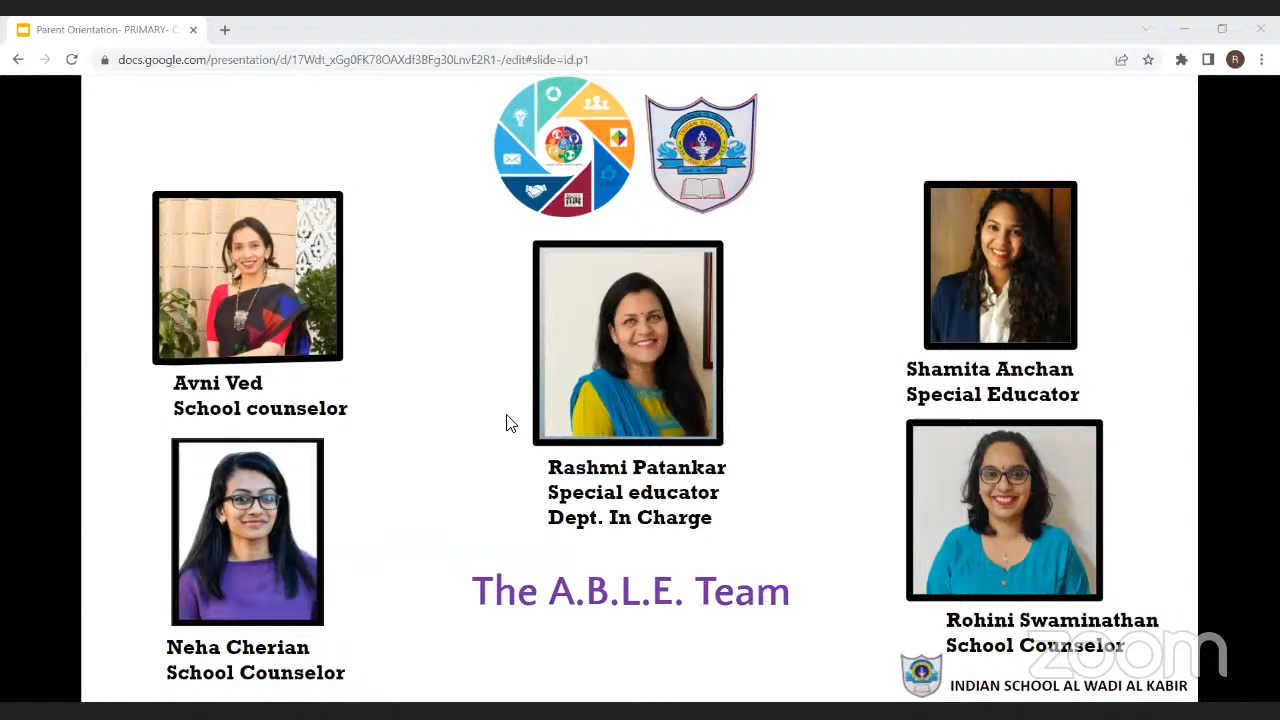 Parent Orientation- PRIMARY- C
docs.google.com/presentation/d/17Wdt_xGg0FK78OAXdf3BFg30LnvE2R1-/edit#slide=id.p1
R
INDIAN SCHOOL
Avni Ved
School counselor
Rashmi Patankar
Special educator
Dept. In Charge
Shamita Anchan
Special Educator
Neha Cherian
School Counselor
The A.B.L.E. Team
Rohini Swaminathan
School Counselor
zoom
INDIAN SCHOOL AL WADI AL KABIR